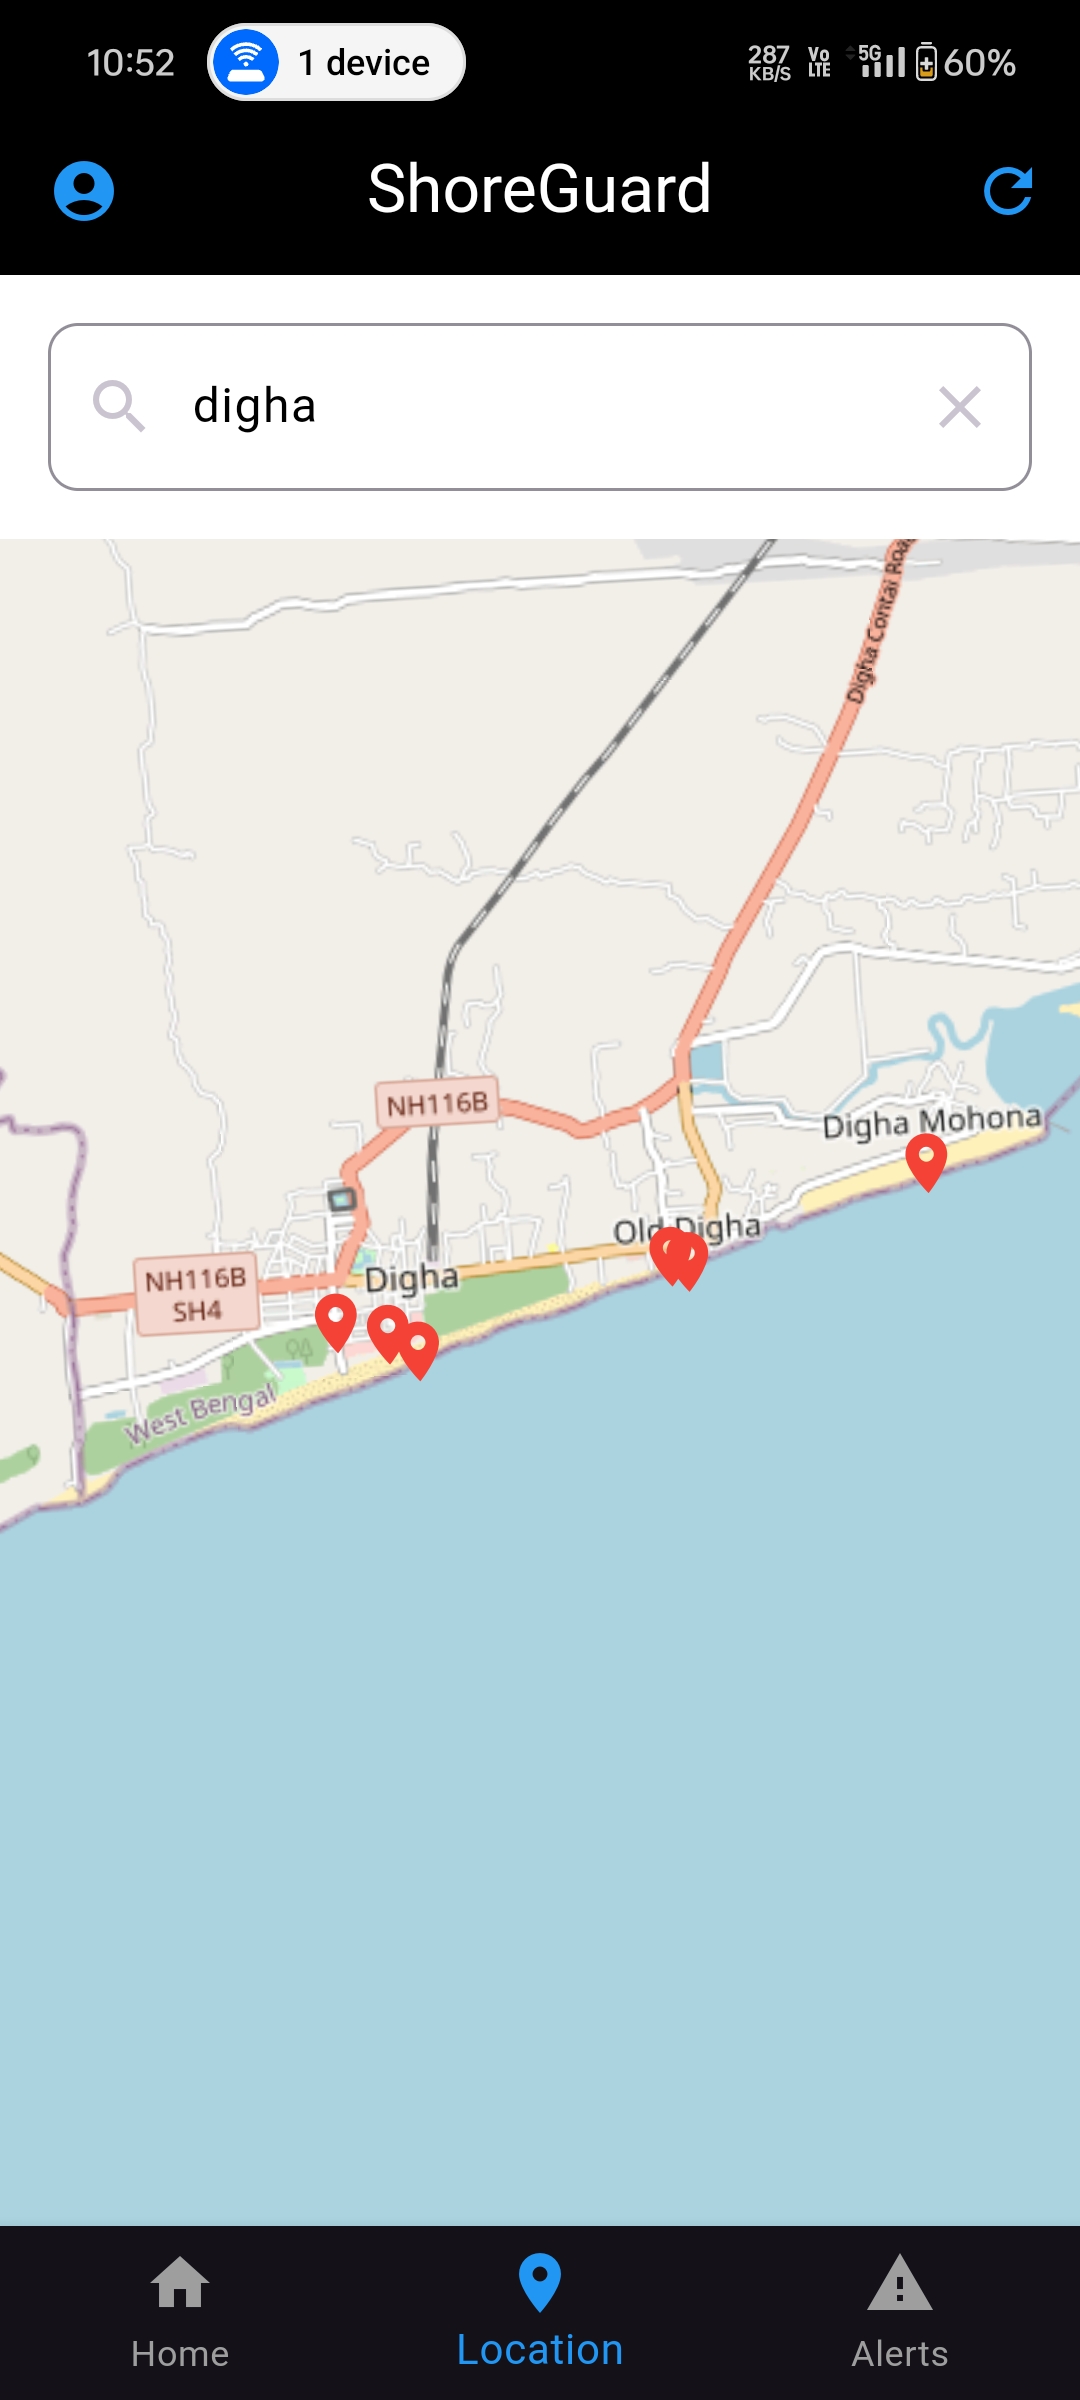 10:52
1 device
287
KB/S
Vo
LTE
5G
60%
ShoreGuard
digha
Digha Contai Road
NH116B
Digha Mohona
Old Digha
NH116B
SH4
Digha
West Bengal
Home
Location
Alerts